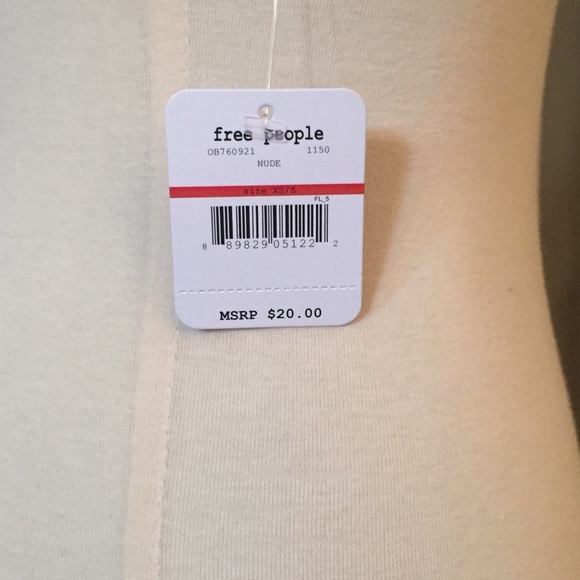 free people
OB760921 1150
NUDE
size XS/S
FL_5
8 89829 05122 2
MSRP $20.00